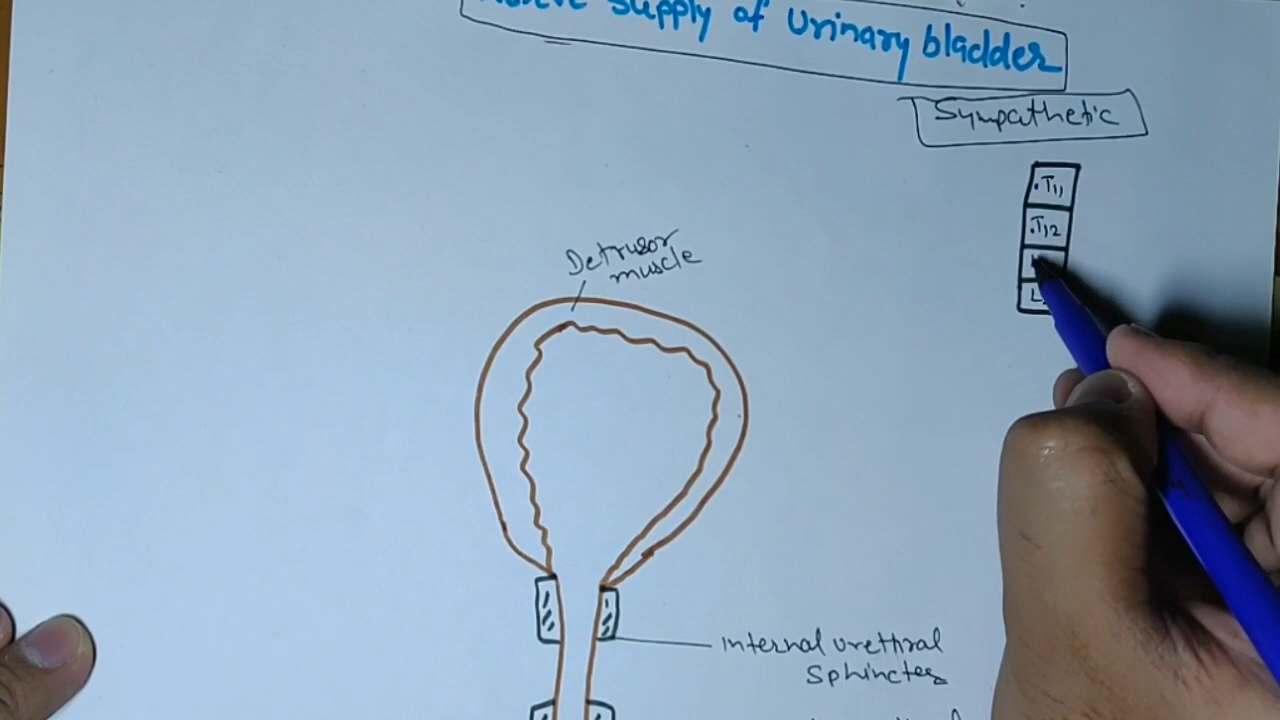 supply of Urinary bladder
Sympathetic
T11
T12
Detrusor
muscle
Internal urethral
Sphincter